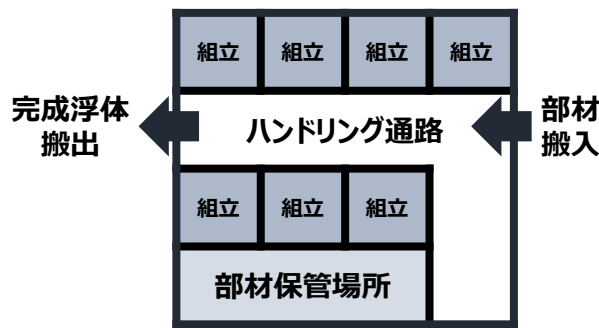 組立 組立 組立 組立
完成浮体
搬出
ハンドリング通路
部材
搬入
組立 組立 組立
部材保管場所